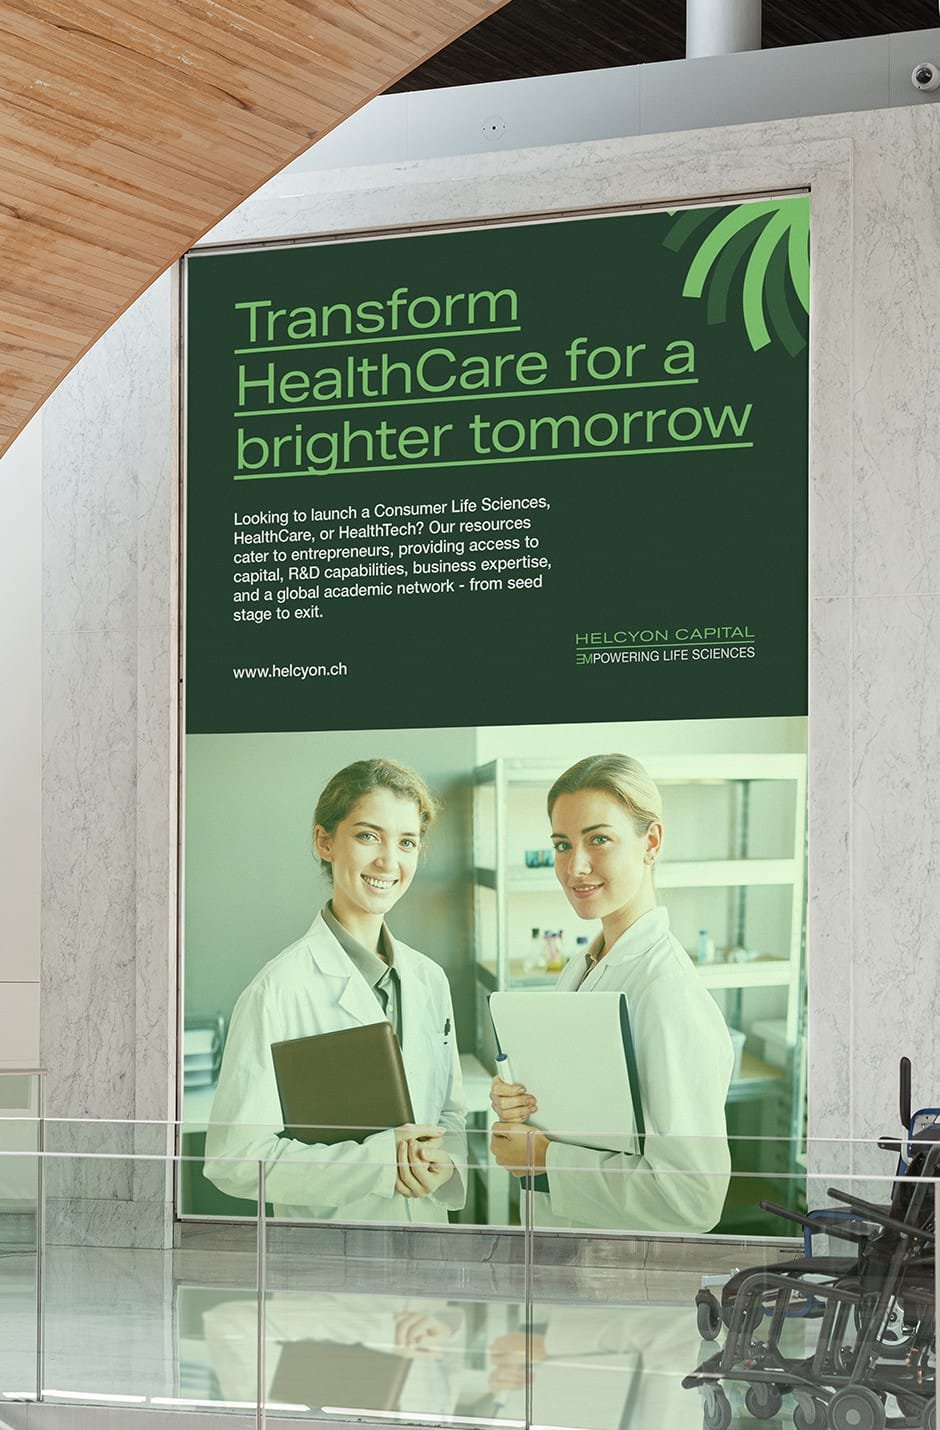 Transform
HealthCare for a
brighter tomorrow
Looking to launch a Consumer Life Sciences,
HealthCare, or HealthTech? Our resources
cater to entrepreneurs, providing access to
capital, R&D capabilities, business expertise,
and a global academic network - from seed
stage to exit.
www.helcyon.ch
HELCYON CAPITAL
EMPOWERING LIFE SCIENCES